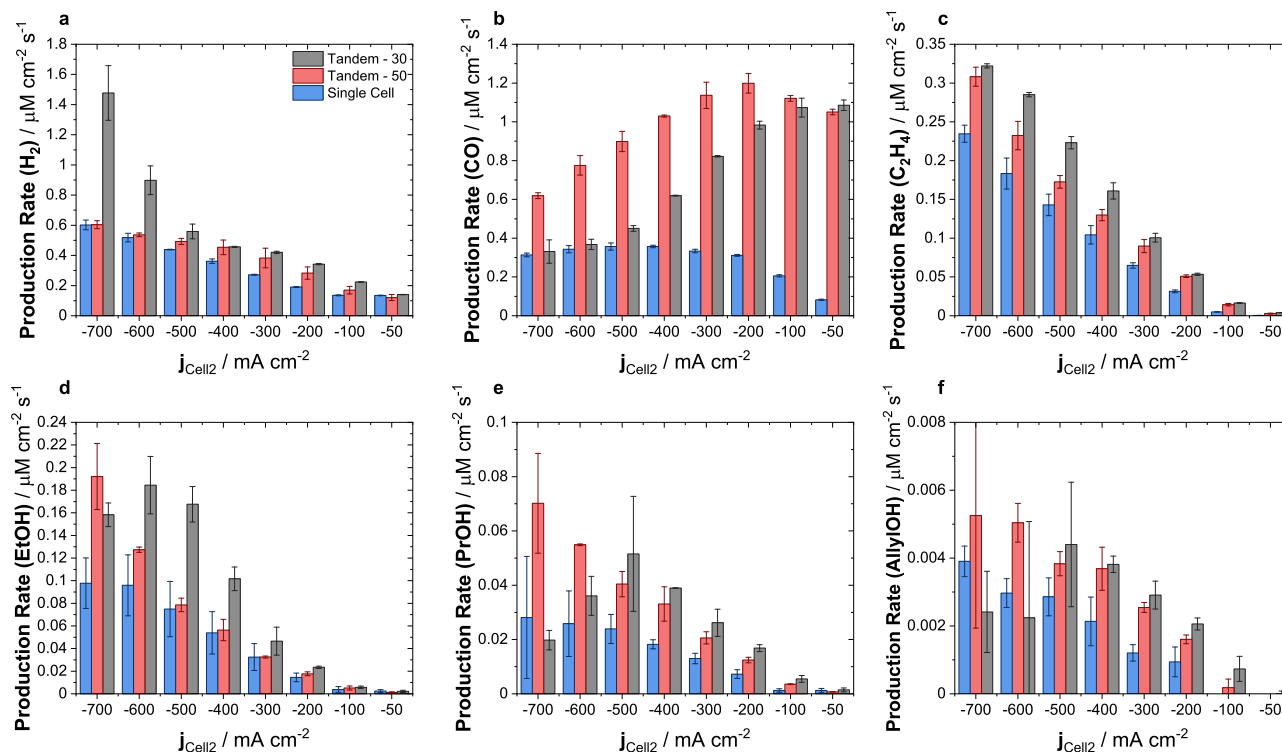 a
Production Rate (H2) / μM cm-2 s-1
1.8
1.6
1.4
1.2
1
0.8
0.6
0.4
0.2
0
Tandem - 30
Tandem - 50
Single Cell
-700 -600 -500 -400 -300 -200 -100 -50
jCell2 / mA cm-2
b
Production Rate (CO) / μM cm-2 s-1
1.4
1.2
1
0.8
0.6
0.4
0.2
0
-700 -600 -500 -400 -300 -200 -100 -50
jCell2 / mA cm-2
c
Production Rate (C2H4) / μM cm-2 s-1
0.35
0.3
0.25
0.2
0.15
0.1
0.05
0
-700 -600 -500 -400 -300 -200 -100 -50
jCell2 / mA cm-2
d
Production Rate (EtOH) / μM cm-2 s-1
0.24
0.22
0.2
0.18
0.16
0.14
0.12
0.1
0.08
0.06
0.04
0.02
0
-700 -600 -500 -400 -300 -200 -100 -50
jCell2 / mA cm-2
e
Production Rate (PrOH) / μM cm-2 s-1
0.1
0.08
0.06
0.04
0.02
0
-700 -600 -500 -400 -300 -200 -100 -50
jCell2 / mA cm-2
f
Production Rate (AllylOH) / μM cm-2 s-1
0.008
0.006
0.004
0.002
0
-700 -600 -500 -400 -300 -200 -100 -50
jCell2 / mA cm-2